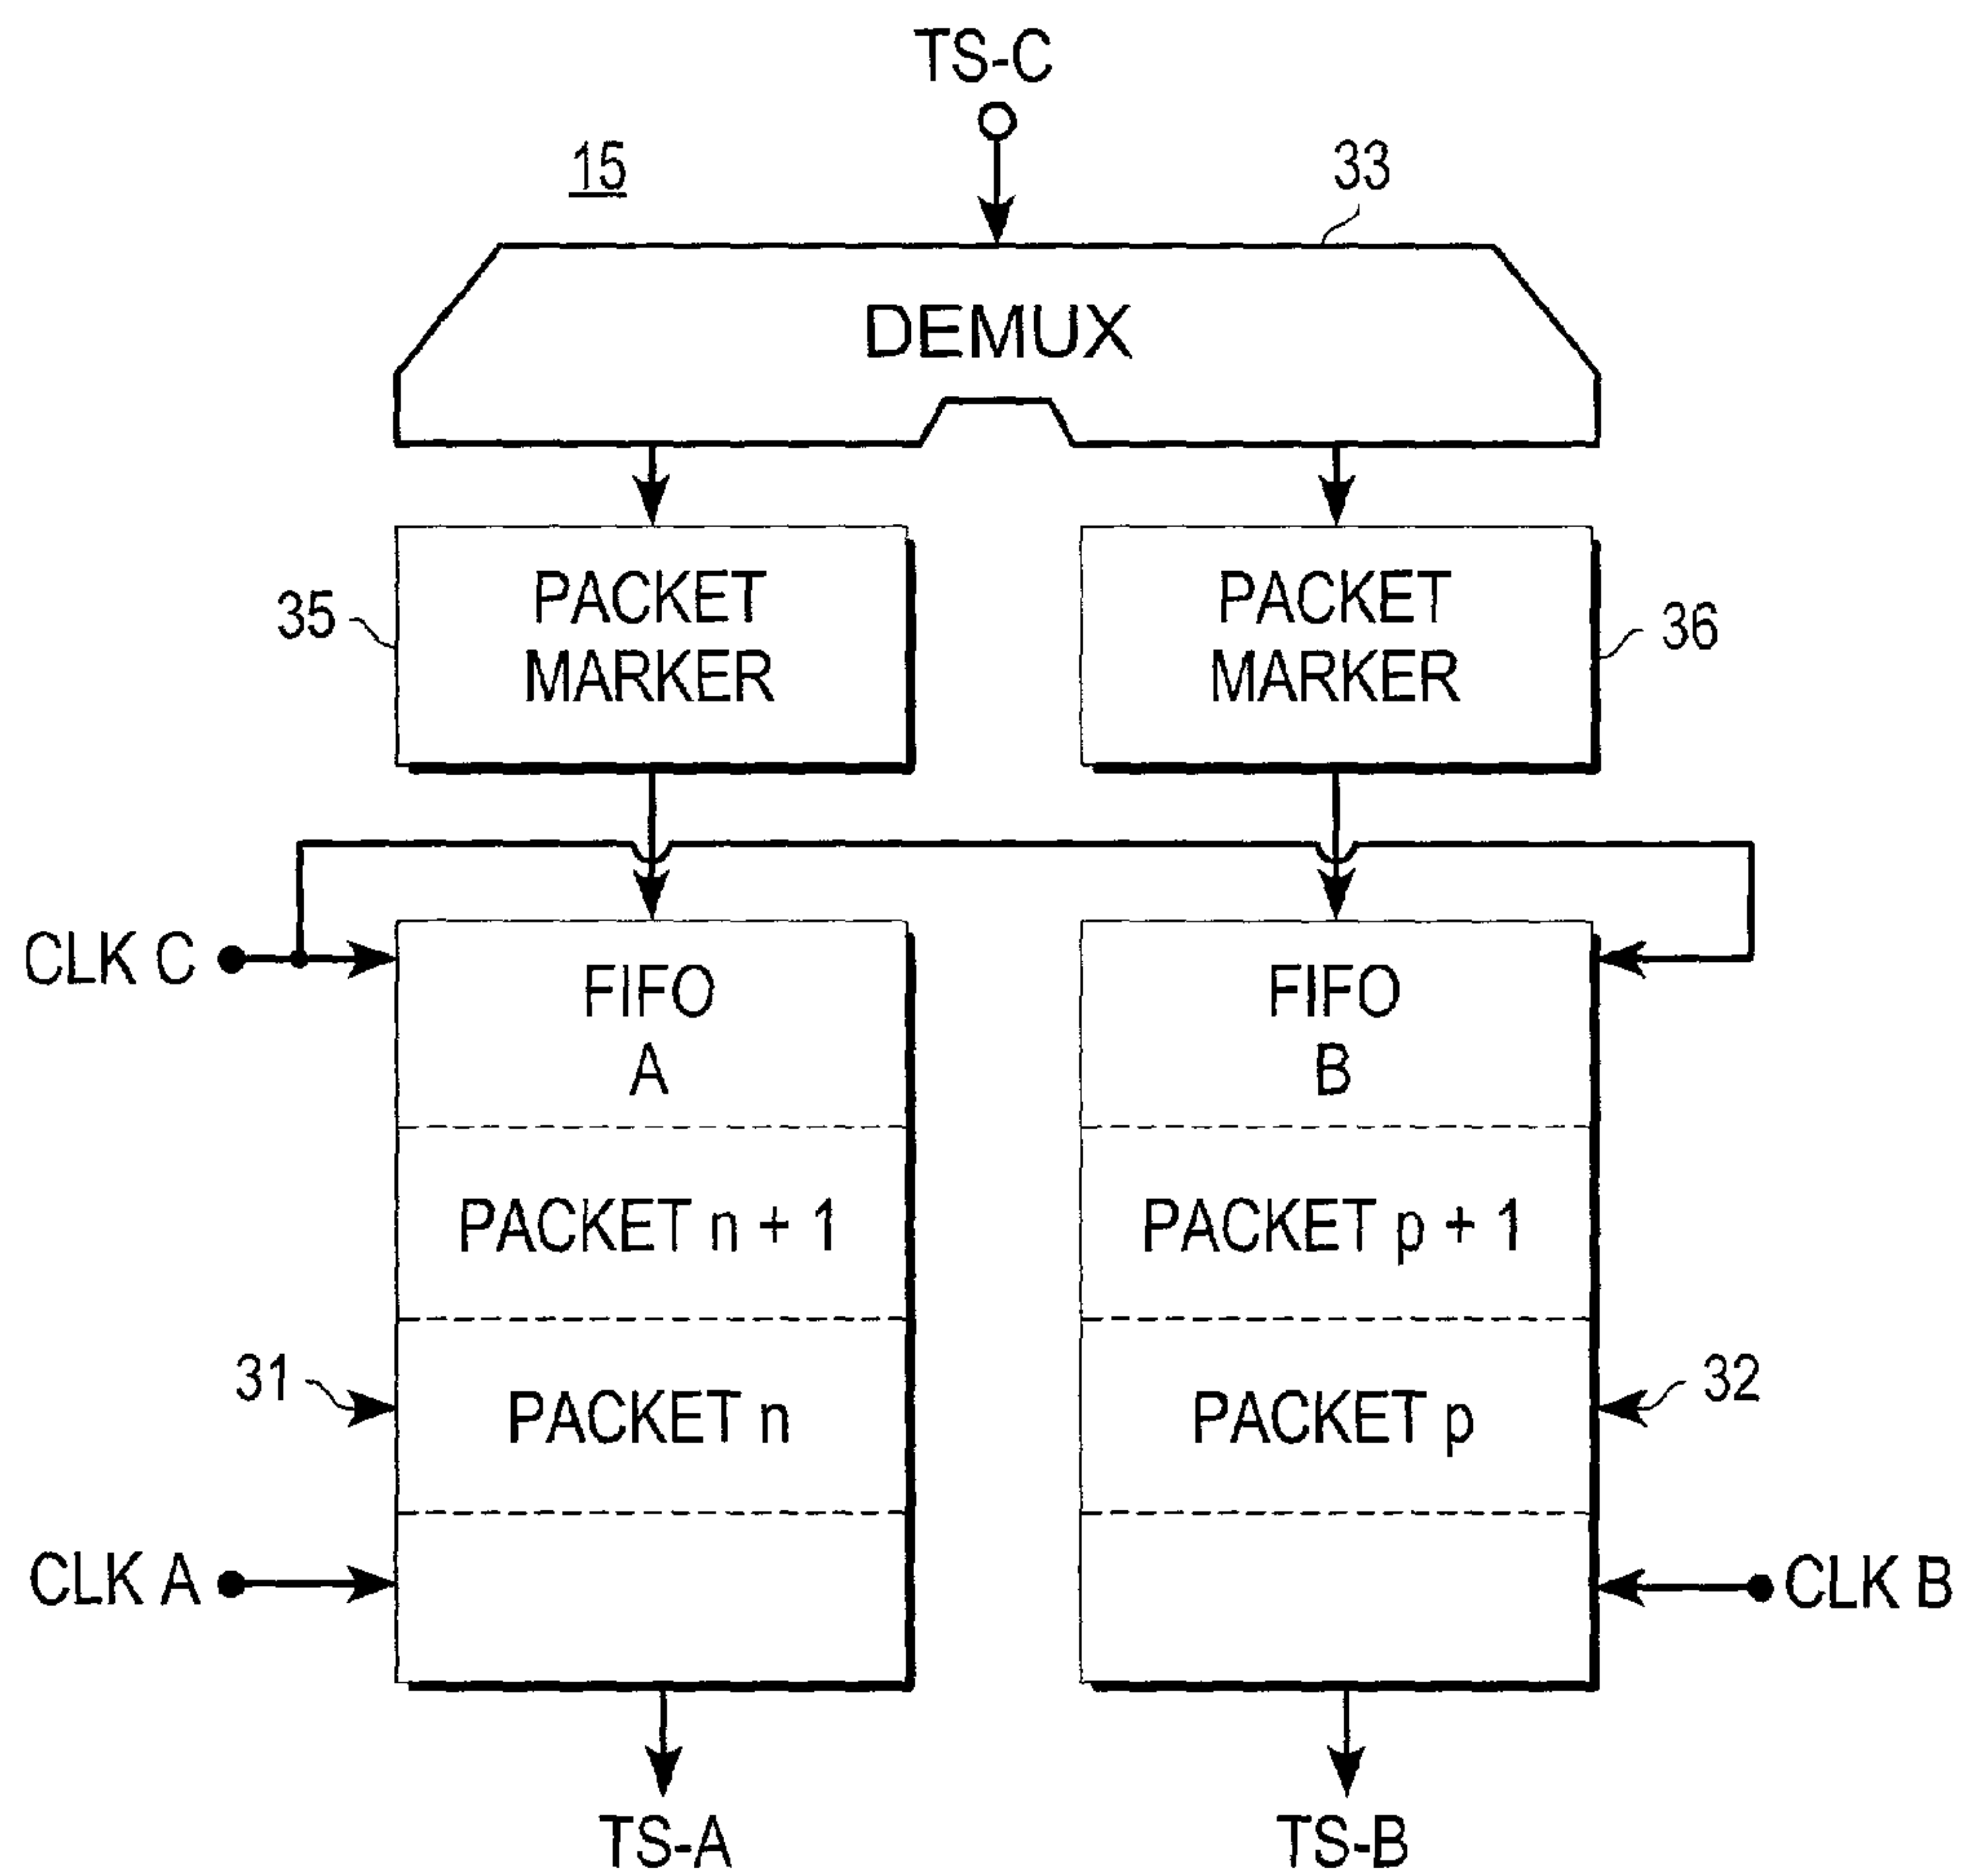 TS-C
15
33
DEMUX
PACKET
MARKER
PACKET
MARKER
35
36
CLK C
FIFO
A
FIFO
B
PACKET n + 1
PACKET p + 1
31
PACKET n
PACKET p
32
CLK A
CLK B
TS-A
TS-B